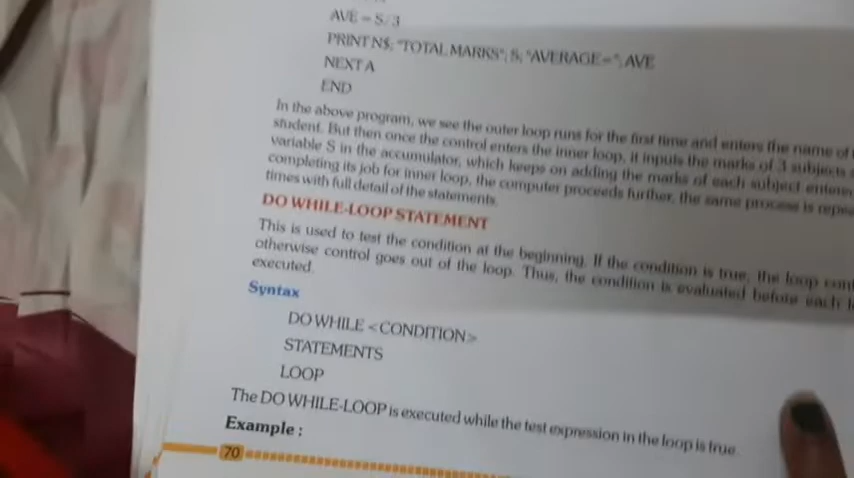 AVE = S/3
PRINT N$; "TOTAL MARKS"; S; "AVERAGE="; AVE
NEXT A
END
In the above program, we see the outer loop runs for the first time and enters the name of
student. But then once the control enters the inner loop, it inputs the marks of 3 subjects
variable S in the accumulator, which keeps on adding the marks of each subject
completing its job for inner loop, the computer proceeds further, the same process is
times with full detail of the statements.
DO WHILE-LOOP STATEMENT
This is used to test the condition at the beginning. If the condition is true, the loop
otherwise control goes out of the loop. Thus, the condition is evaluated before each
executed.
Syntax
DO WHILE <CONDITION>
STATEMENTS
LOOP
The DO WHILE-LOOP is executed while the test expression in the loop is true.
Example :
70